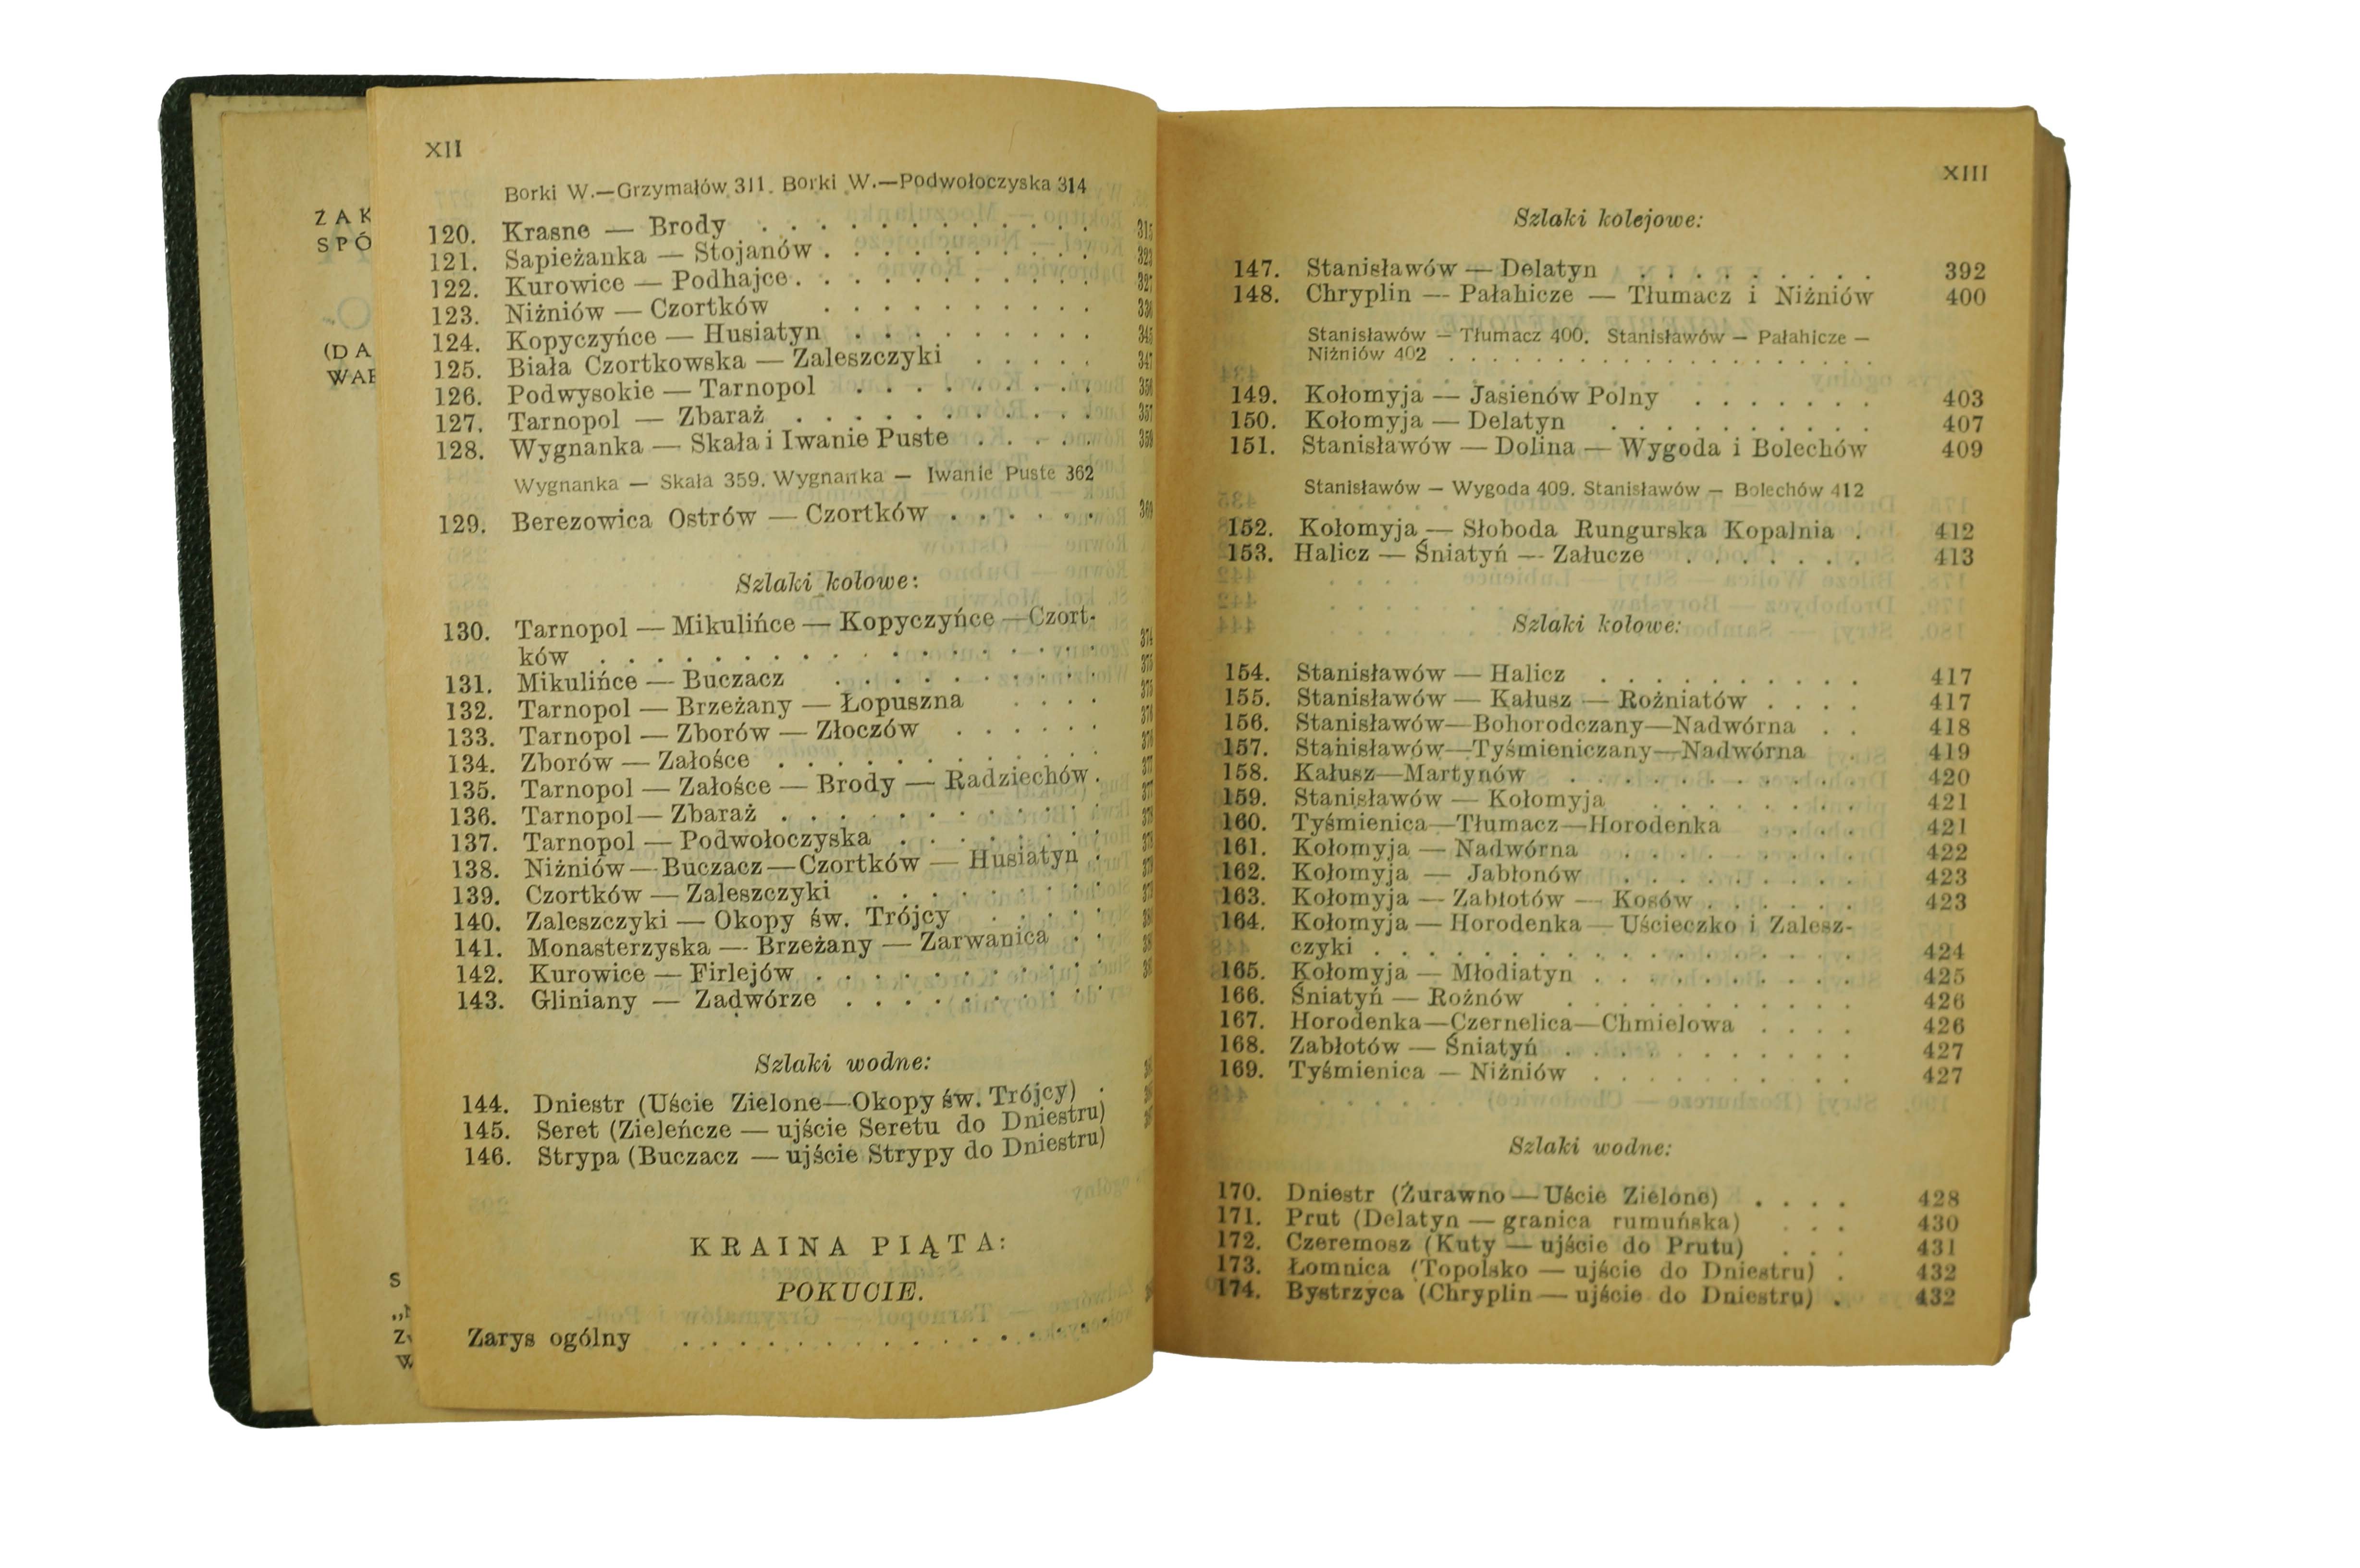 ŻAK
SPÓ
(DA
WAR
S
W
XII
Borki W.—Grzymałów 311. Borki W.—Podwołoczyska 314
120. Krasne — Brody . . . . . . . . . . . .
121. Sapieżanka — Stojanów . . . . . . . . . .
122. Kurowice — Podhajce . . . . . . . . . . .
123. Niżniów — Czortków . . . . . . . . . .
124. Kopyczyńce — Husiatyn . . . . . . . . .
125. Biała Czortkowska — Zaleszczyki . . . . .
126. Podwysokie — Tarnopol . . . . . . . . .
127. Tarnopol — Zbaraż . . . . . . . . . . .
128. Wygnanka — Skała i Iwanie Puste . . . . .
Wygnanka — Skała 359. Wygnanka — Iwanie Puste 362
129. Berezowica Ostrów — Czortków . . . . . .
Szlaki kołowe:
130. Tarnopol — Mikulińce — Kopyczyńce — Czort-
ków . . . . . . . . . . . . . . . . . .
131. Mikulińce — Buczacz . . . . . . . . . .
132. Tarnopol — Brzeżany — Łopuszna . . . .
133. Tarnopol — Zborów — Złoczów . . . . . .
134. Zborów — Załośce . . . . . . . . . . . .
135. Tarnopol — Załośce — Brody — Radziechów .
136. Tarnopol — Zbaraż . . . . . . . . . . . .
137. Tarnopol — Podwołoczyska . . . . . . . .
138. Niżniów—Buczacz—Czortków — Husiatyn .
139. Czortków — Zaleszczyki . . . . . . . . .
140. Zaleszczyki — Okopy św. Trójcy . . . . .
141. Monasterzyska — Brzeżany — Zarwanica . .
142. Kurowice — Firlejów . . . . . . . . . . .
143. Gliniany — Zadwórze . . . . . . . . . .
Szlaki wodne:
144. Dniestr (Uście Zielone—Okopy św. Trójcy) .
145. Seret (Zieleńcze — ujście Seretu do Dniestru)
146. Strypa (Buczacz — ujście Strypy do Dniestru)
KRAINA PIĄTA:
POKUCIE.
Zarys ogólny . . . . . . . . . . . . . . .
XIII
Szlaki kolejowe:
147. Stanisławów — Delatyn . . . . . . . . . 392
148. Chryplin — Pałahicze — Tłumacz i Niżniów 400
Stanisławów — Tłumacz 400. Stanisławów — Pałahicze —
Niżniów 402 . . . . . . . . . . . . . . . .
149. Kołomyja — Jasienów Polny . . . . . . . 403
150. Kołomyja — Delatyn . . . . . . . . . . 407
151. Stanisławów — Dolina — Wygoda i Bolechów 409
Stanisławów — Wygoda 409. Stanisławów — Bolechów 412
152. Kołomyja — Słoboda Rungurska Kopalnia . 412
153. Halicz — Śniatyń — Załucze . . . . . . . 413
Szlaki kołowe:
154. Stanisławów — Halicz . . . . . . . . . . 417
155. Stanisławów — Kałusz — Rożniatów . . . . 417
156. Stanisławów—Bohorodczany—Nadwórna . . 418
157. Stanisławów—Tyśmieniczany—Nadwórna . 419
158. Kałusz—Martynów . . . . . . . . . . . 420
159. Stanisławów — Kołomyja . . . . . . . . 421
160. Tyśmienica—Tłumacz—Horodenka . . . . 421
161. Kołomyja — Nadwórna . . . . . . . . . 422
162. Kołomyja — Jabłonów . . . . . . . . . 423
163. Kołomyja — Zabłotów — Kosów . . . . . . 423
164. Kołomyja — Horodenka — Uścieczko i Zalesz-
czyki . . . . . . . . . . . . . . . . . . 424
165. Kołomyja — Młodiatyn . . . . . . . . . . 425
166. Śniatyń — Rożnów . . . . . . . . . . . 426
167. Horodenka—Czernelica—Chmielowa . . . . 426
168. Zabłotów — Śniatyń . . . . . . . . . . . 427
169. Tyśmienica — Niżniów . . . . . . . . . . 427
Szlaki wodne:
170. Dniestr (Żurawno — Uście Zielone) . . . . 428
171. Prut (Delatyn — granica rumuńska) . . . 430
172. Czeremosz (Kuty — ujście do Prutu) . . . 431
173. Łomnica (Topolsko — ujście do Dniestru) . 432
174. Bystrzyca (Chryplin — ujście do Dniestru) . 432